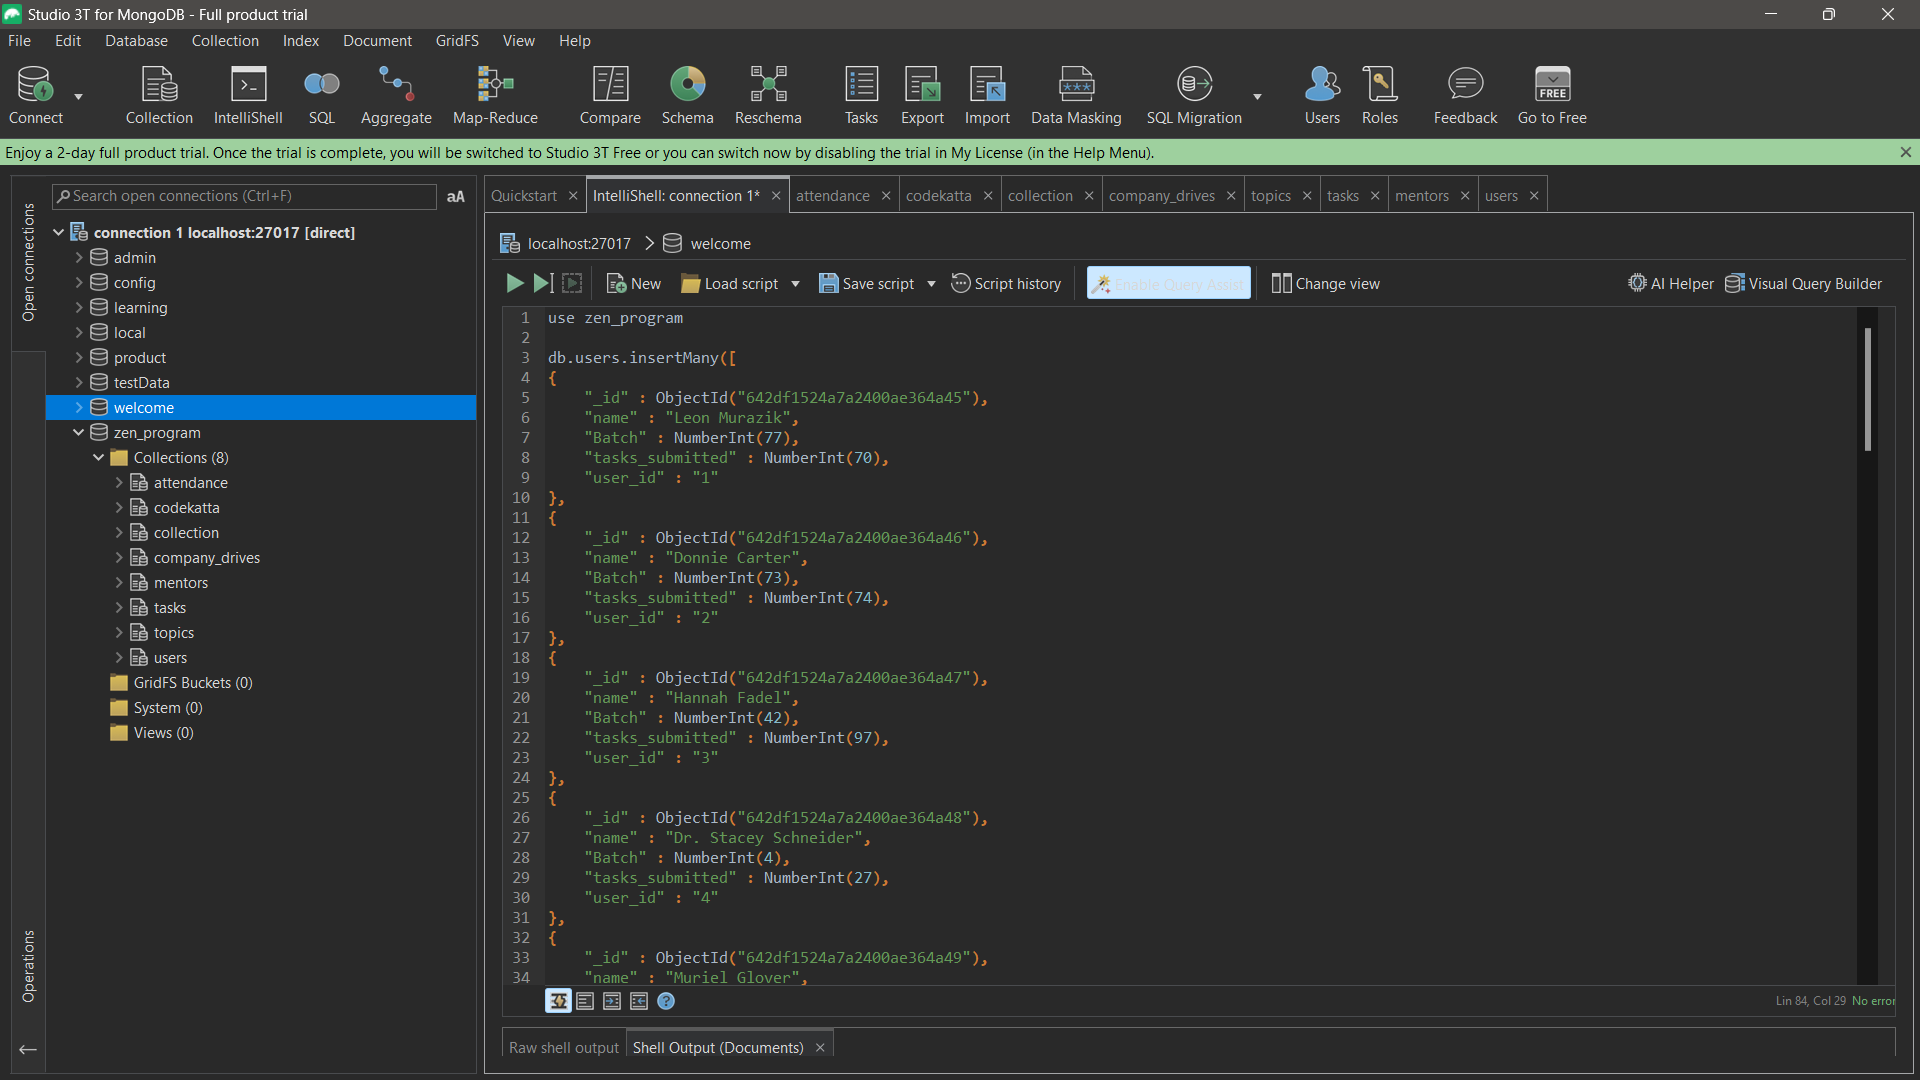 Studio 3T for MongoDB - Full product trial
File Edit Database Collection Index Document GridFS View Help
Connect Collection IntelliShell SQL Aggregate Map-Reduce Compare Schema Reschema Tasks Export Import Data Masking SQL Migration Users Roles Feedback Go to Free
FREE
Enjoy a 2-day full product trial. Once the trial is complete, you will be switched to Studio 3T Free or you can switch now by disabling the trial in My License (in the Help Menu).
Open connections
Operations
Search open connections (Ctrl+F) aA
connection 1 localhost:27017 [direct]
admin
config
learning
local
product
testData
welcome
zen_program
Collections (8)
attendance
codekatta
collection
company_drives
mentors
tasks
topics
users
GridFS Buckets (0)
System (0)
Views (0)
Quickstart IntelliShell: connection 1* attendance codekatta collection company_drives topics tasks mentors users
localhost:27017 welcome
New Load script Save script Script history Enable Query Assist Change view AI Helper Visual Query Builder
1 use zen_program
2
3 db.users.insertMany([
4 {
5 "_id" : ObjectId("642df1524a7a2400ae364a45"),
6 "name" : "Leon Murazik",
7 "Batch" : NumberInt(77),
8 "tasks_submitted" : NumberInt(70),
9 "user_id" : "1"
10 },
11 {
12 "_id" : ObjectId("642df1524a7a2400ae364a46"),
13 "name" : "Donnie Carter",
14 "Batch" : NumberInt(73),
15 "tasks_submitted" : NumberInt(74),
16 "user_id" : "2"
17 },
18 {
19 "_id" : ObjectId("642df1524a7a2400ae364a47"),
20 "name" : "Hannah Fadel",
21 "Batch" : NumberInt(42),
22 "tasks_submitted" : NumberInt(97),
23 "user_id" : "3"
24 },
25 {
26 "_id" : ObjectId("642df1524a7a2400ae364a48"),
27 "name" : "Dr. Stacey Schneider",
28 "Batch" : NumberInt(4),
29 "tasks_submitted" : NumberInt(27),
30 "user_id" : "4"
31 },
32 {
33 "_id" : ObjectId("642df1524a7a2400ae364a49"),
34 "name" : "Muriel Glover",
Lin 84, Col 29 No error
Raw shell output Shell Output (Documents)